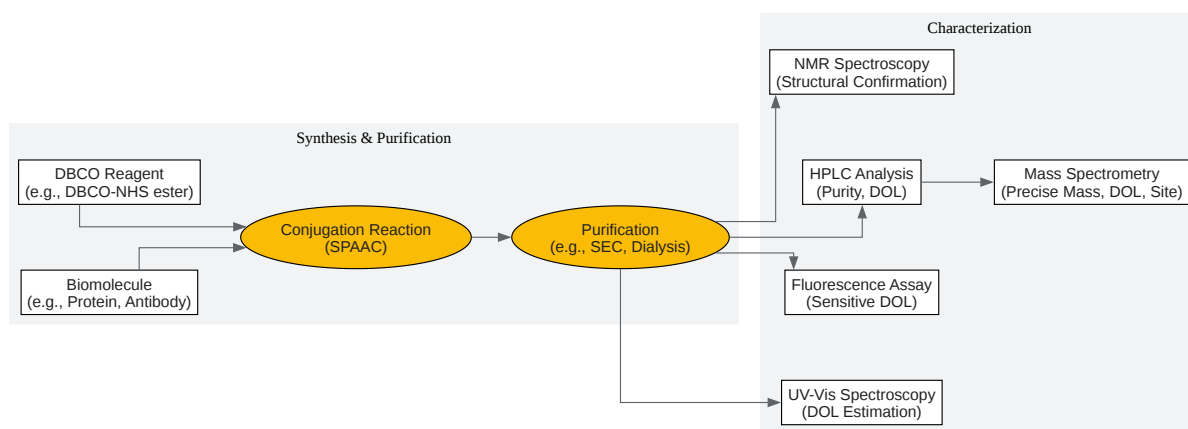 Characterization
NMR Spectroscopy
(Structural Confirmation)
Synthesis & Purification
DBCO Reagent
(e.g., DBCO-NHS ester)
HPLC Analysis
(Purity, DOL)
Mass Spectrometry
(Precise Mass, DOL, Site)
Conjugation Reaction
(SPAAC)
Purification
(e.g., SEC, Dialysis)
Biomolecule
(e.g., Protein, Antibody)
Fluorescence Assay
(Sensitive DOL)
UV-Vis Spectroscopy
(DOL Estimation)